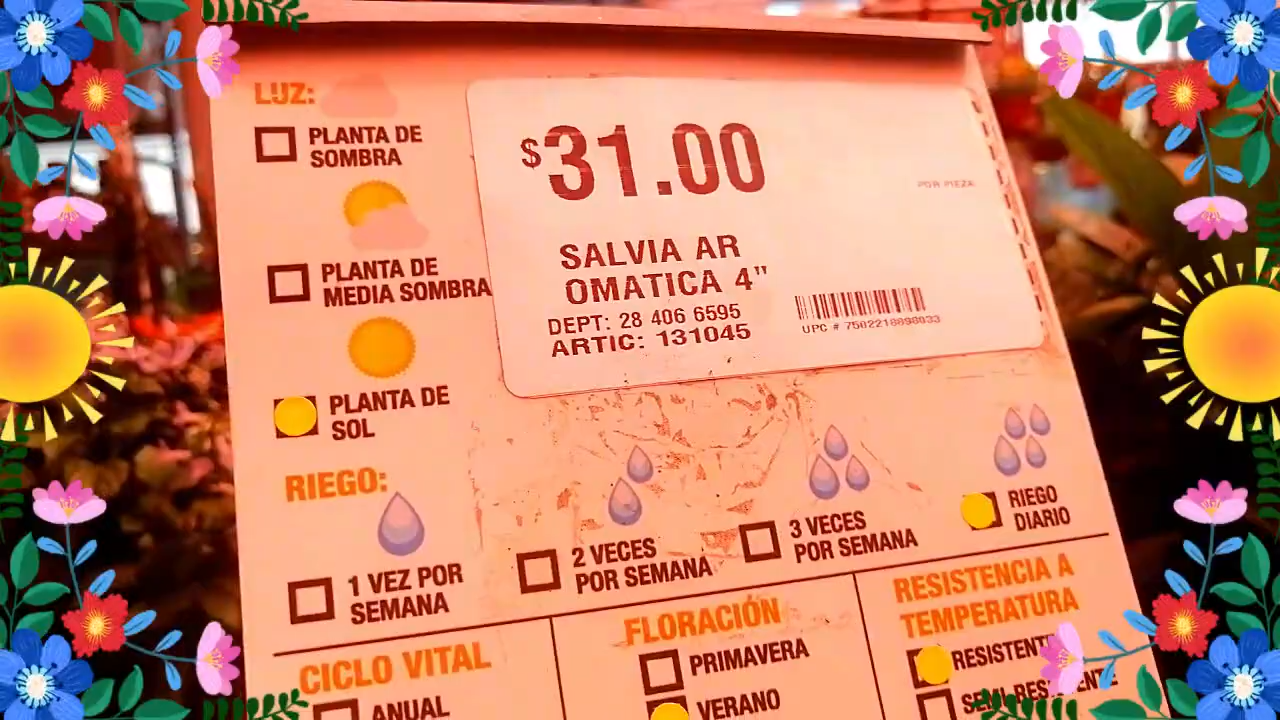 LUZ:
PLANTA DE
SOMBRA
PLANTA DE
MEDIA SOMBRA
PLANTA DE
SOL
$31.00
POR PIEZA
SALVIA AR
OMATICA 4"
DEPT: 28 406 6595
ARTIC: 131045
UPC # 7502218898033
RIEGO:
1 VEZ POR
SEMANA
2 VECES
POR SEMANA
3 VECES
POR SEMANA
RIEGO
DIARIO
CICLO VITAL
ANUAL
FLORACIÓN
PRIMAVERA
VERANO
RESISTENCIA A
TEMPERATURA